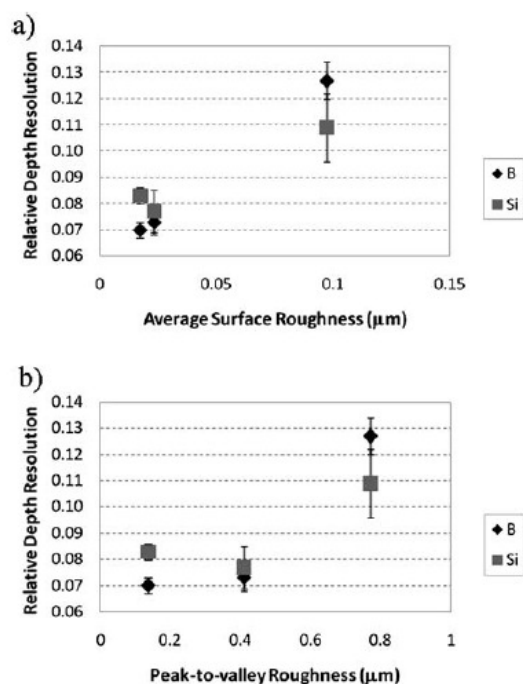 a)
0.14
0.13
0.12
0.11
0.10
0.09
0.08
0.07
0.06
Relative Depth Resolution
0 0.05 0.1 0.15
Average Surface Roughness (μm)
B
Si
b)
0.14
0.13
0.12
0.11
0.10
0.09
0.08
0.07
0.06
Relative Depth Resolution
0 0.2 0.4 0.6 0.8 1
Peak-to-valley Roughness (μm)
B
Si